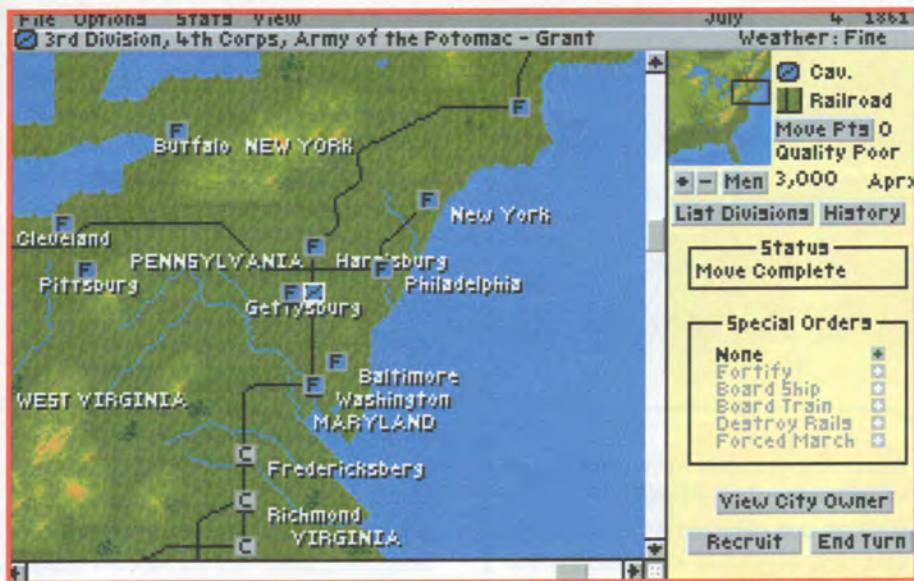 File Options Stats View July 4 1861
3rd Division, 4th Corps, Army of the Potomac - Grant Weather: Fine
Cav.
Railroad
Move Pts 0
Quality Poor
+ - Men 3,000 Aprx
List Divisions History
Status
Move Complete
Special Orders
None
Fortify
Board Ship
Board Train
Destroy Rails
Forced March
View City Owner
Recruit End Turn
F
F
Buffalo NEW YORK
F
New York
F
Cleveland
F
PENNSYLVANIA Harrisburg
F
Pittsburg
F
Philadelphia
F
Gettysburg
F
Baltimore
F
Washington
WEST VIRGINIA
MARYLAND
C
Fredericksberg
C
Richmond
VIRGINIA
C